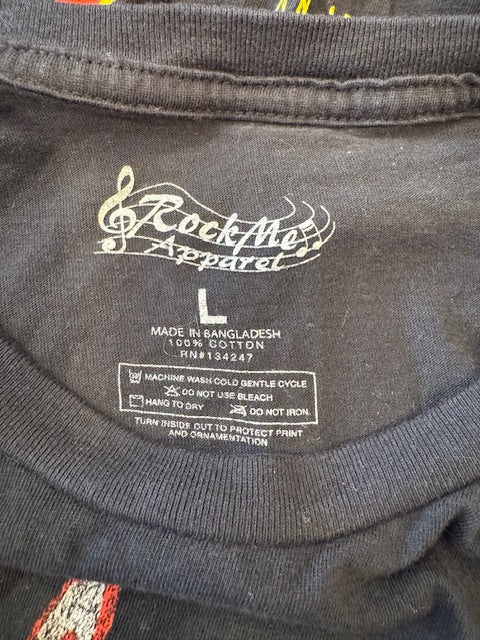 RockMe
Apparel
L
MADE IN BANGLADESH
100% COTTON
RN#134247
MACHINE WASH COLD GENTLE CYCLE
DO NOT USE BLEACH
HANG TO DRY DO NOT IRON
TURN INSIDE OUT TO PROTECT PRINT
AND ORNAMENTATION